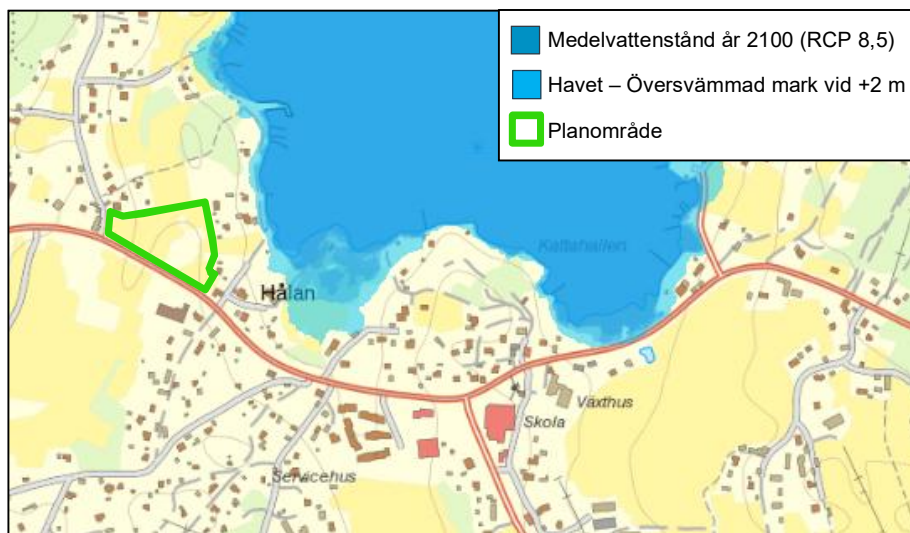 Medelvattenstånd år 2100 (RCP 8,5)
Havet – Översvämmad mark vid +2 m
Planområde
Kattahallen
Hålan
Växthus
Skola
Servicehus